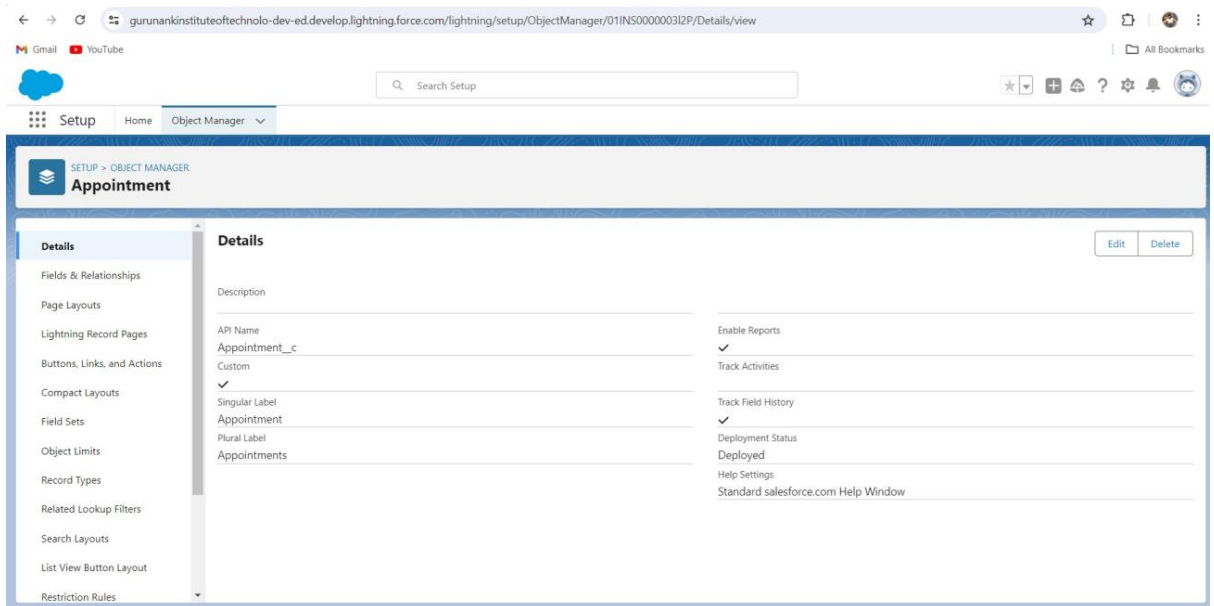 gurunankinstituteoftechnolo-dev-ed.develop.lightning.force.com/lightning/setup/ObjectManager/01INS0000003I2P/Details/view
Gmail YouTube All Bookmarks
Search Setup
Setup Home Object Manager
SETUP > OBJECT MANAGER
Appointment
Details
Fields & Relationships
Page Layouts
Lightning Record Pages
Buttons, Links, and Actions
Compact Layouts
Field Sets
Object Limits
Record Types
Related Lookup Filters
Search Layouts
List View Button Layout
Restriction Rules
Details
Edit Delete
Description
API Name
Appointment__c
Custom
Singular Label
Appointment
Plural Label
Appointments
Enable Reports
Track Activities
Track Field History
Deployment Status
Deployed
Help Settings
Standard salesforce.com Help Window